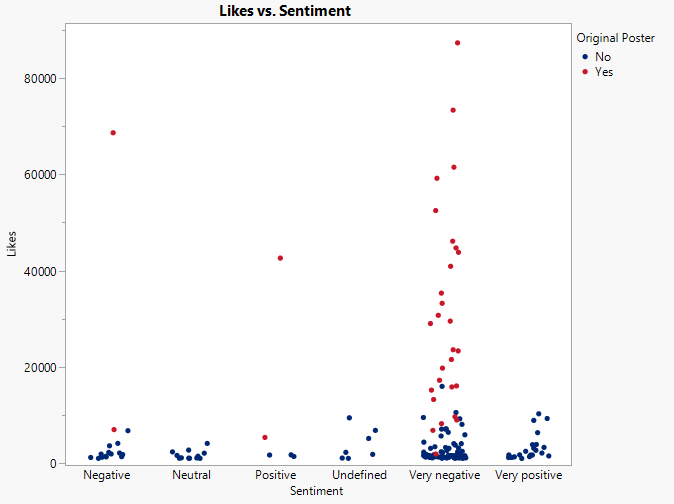 Likes vs. Sentiment
Original Poster
No
Yes
80000
60000
40000
20000
0
Likes
Negative
Neutral
Positive
Undefined
Very negative
Very positive
Sentiment